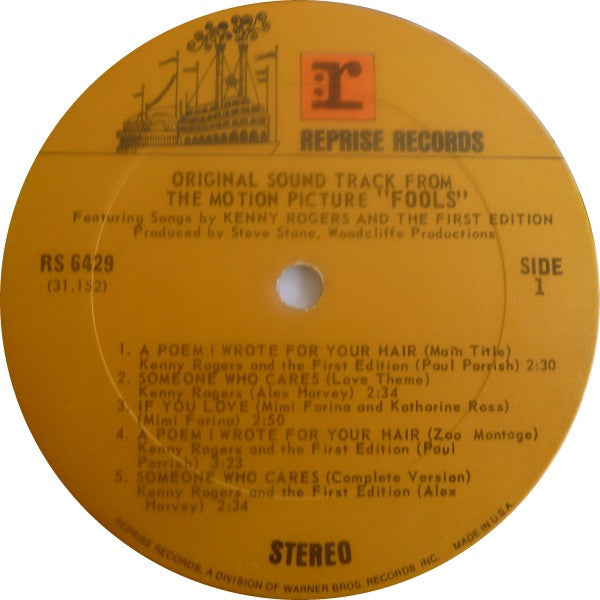 r
REPRISE RECORDS
ORIGINAL SOUND TRACK FROM
THE MOTION PICTURE "FOOLS"
Featuring Songs by KENNY ROGERS AND THE FIRST EDITION
Produced by Steve Stone, Woodcliffe Productions
RS 6429
(31,152)
SIDE
1
1. A POEM I WROTE FOR YOUR HAIR (Main Title)
Kenny Rogers and the First Edition (Paul Parrish) 2:30
2. SOMEONE WHO CARES (Love Theme)
Kenny Rogers (Alex Harvey) 2:34
3. IF YOU LOVE (Mimi Farina and Katharine Ross)
(Mimi Farina) 2:50
4. A POEM I WROTE FOR YOUR HAIR (Zoo Montage)
Kenny Rogers and the First Edition (Paul
Parrish) 3:23
5. SOMEONE WHO CARES (Complete Version)
Kenny Rogers and the First Edition (Alex
Harvey) 2:34
STEREO
REPRISE RECORDS, A DIVISION OF WARNER BROS. RECORDS, INC. MADE IN U.S.A.